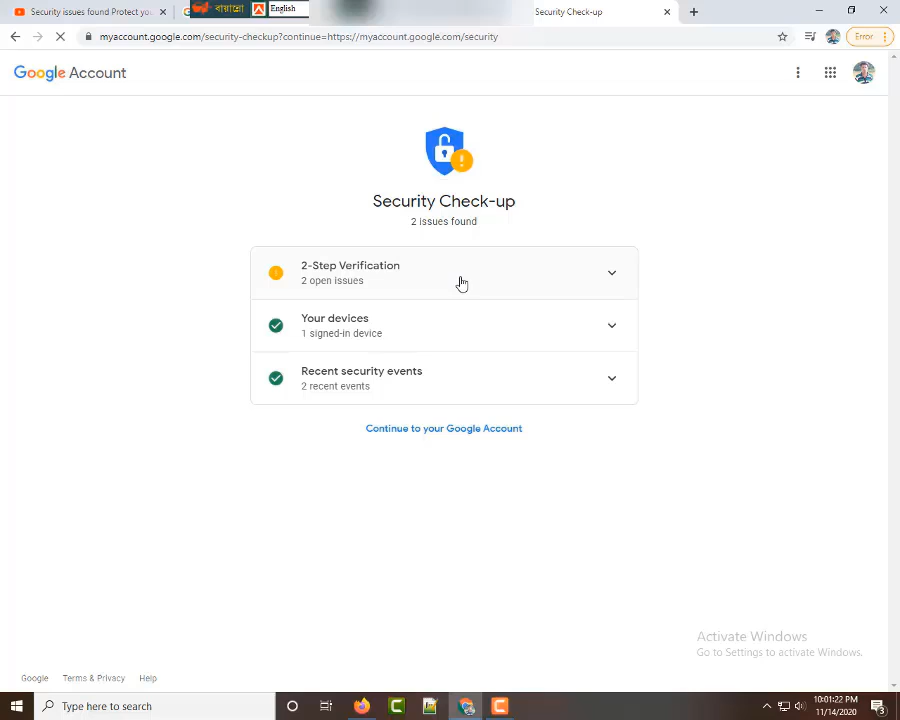 Security issues found Protect you
বায়ান্নো
English
Security Check-up
myaccount.google.com/security-checkup?continue=https://myaccount.google.com/security
Error
Google Account
Security Check-up
2 issues found
2-Step Verification
2 open issues
Your devices
1 signed-in device
Recent security events
2 recent events
Continue to your Google Account
Activate Windows
Go to Settings to activate Windows.
Google Terms & Privacy Help
Type here to search
10:01:22 PM
11/14/2020
3